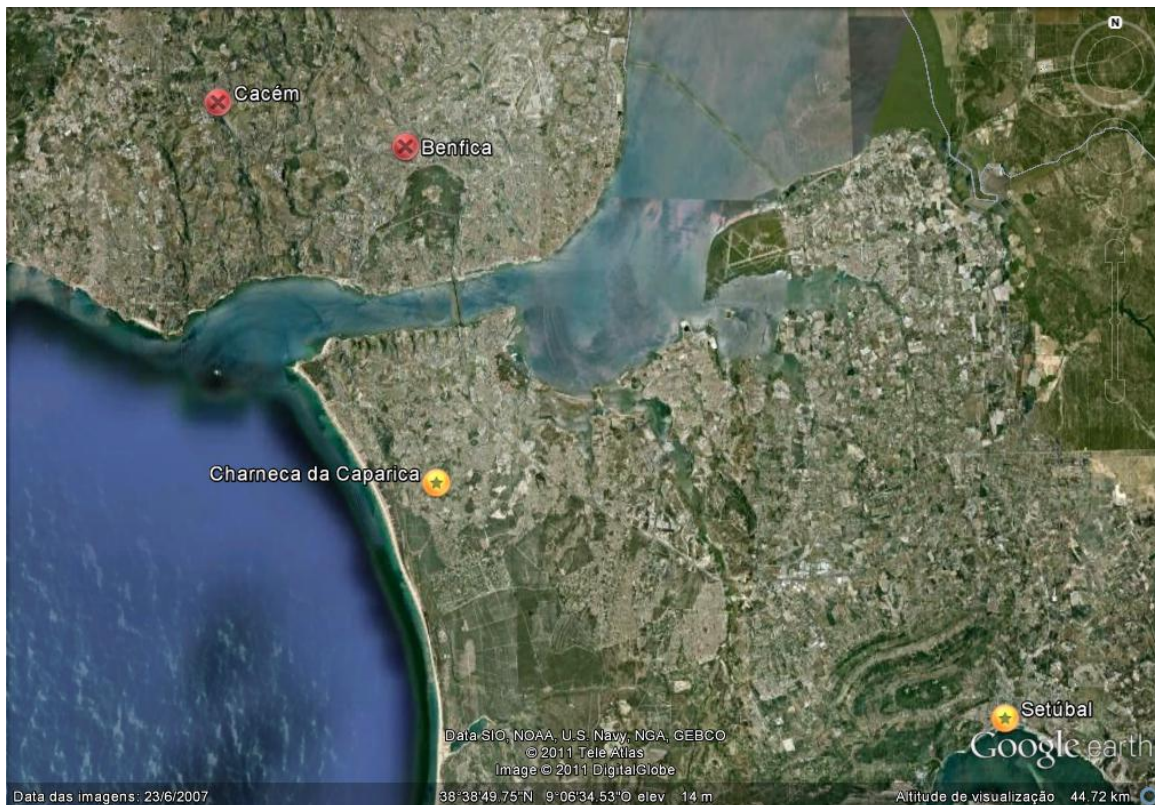 N
Cacém
Benfica
Charneca da Caparica
Setúbal
Data SIO, NOAA, U.S. Navy, NGA, GEBCO
© 2011 Tele Atlas
Image © 2011 DigitalGlobe
Google earth
Data das imagens: 23/6/2007 38°38'49.75"N 9°06'34.53"O elev 14 m Altitude de visualização 44.72 km